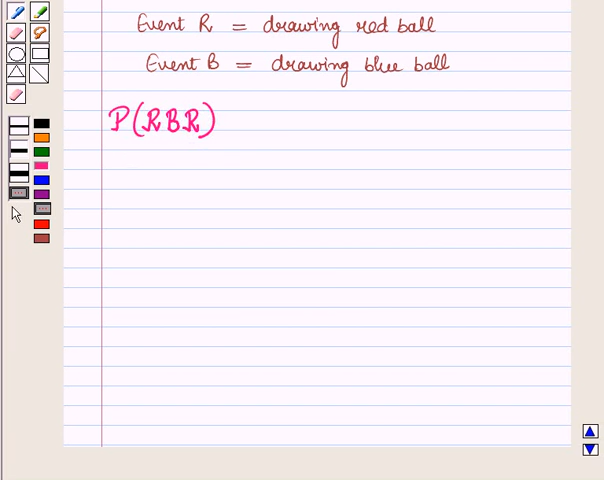 Event R = drawing red ball
Event B = drawing blue ball
P(RBR)